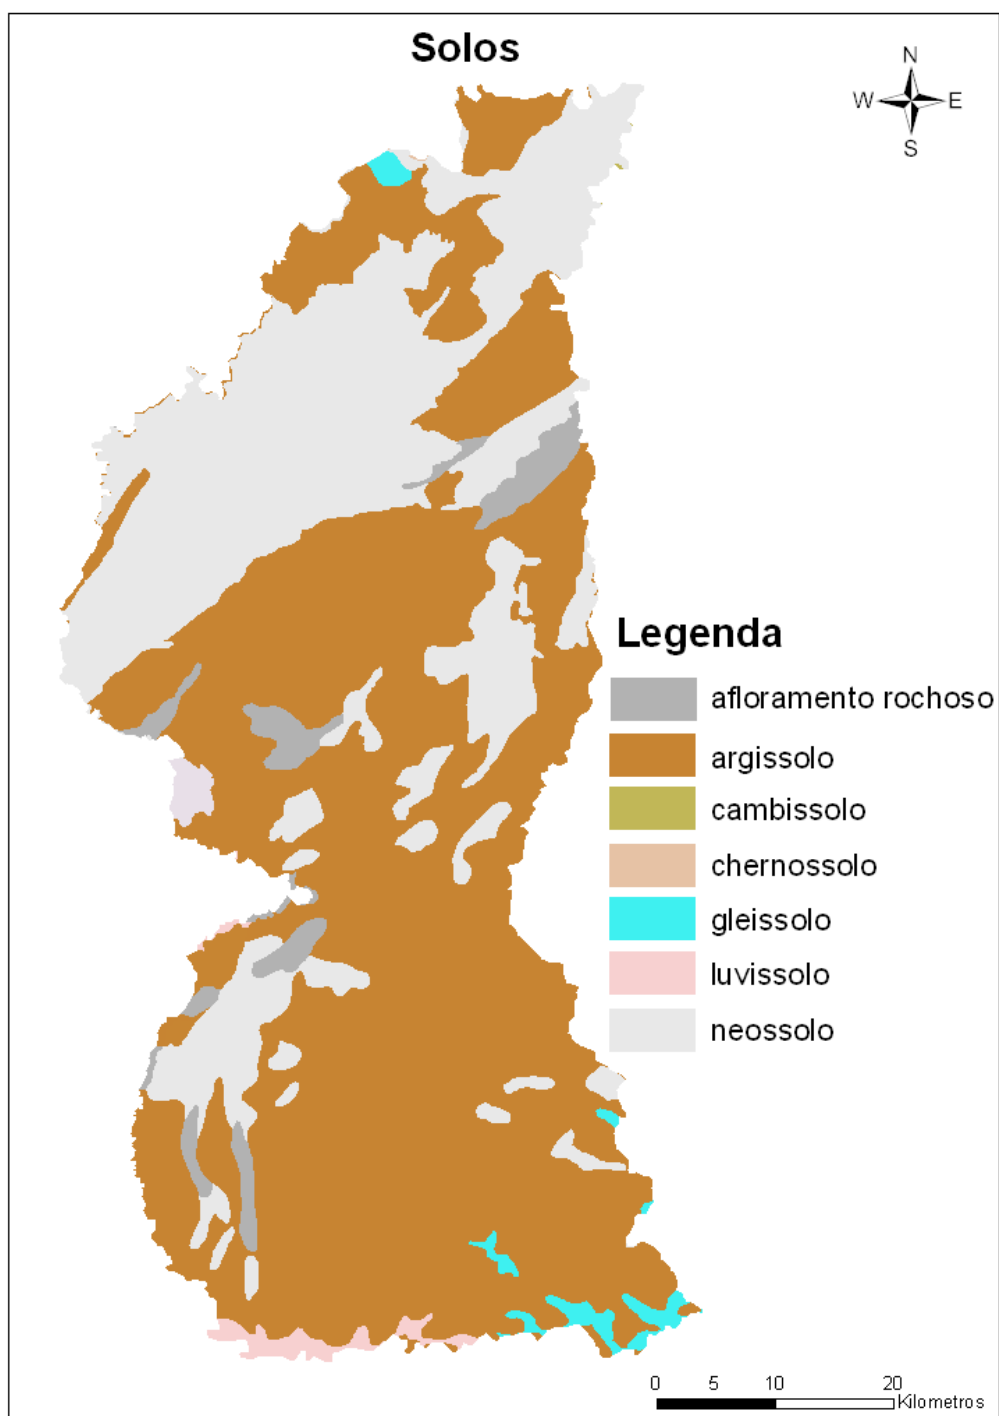 Solos
N
W E
S
Legenda
afloramento rochoso
argissolo
cambissolo
chernossolo
gleissolo
luvissolo
neossolo
0 5 10 20
Kilometros